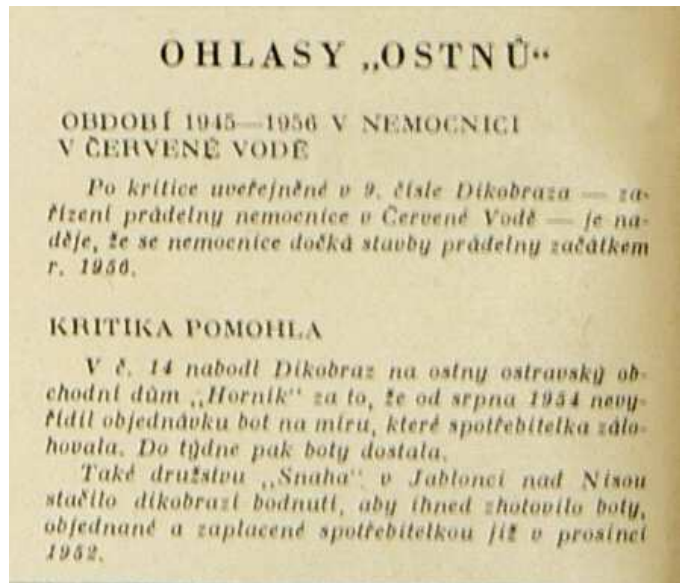 OHLASY „OSTNŮ“
OBDOBÍ 1945—1956 V NEMOCNICI
V ČERVENÉ VODĚ
Po kritice uveřejněné v 9. čísle Dikobraza — za-
řízení prádelny nemocnice v Červené Vodě — je na-
děje, že se nemocnice dočká stavby prádelny začátkem
r. 1956.
KRITIKA POMOHLA
V č. 14 nabodl Dikobraz na ostny ostravský ob-
chodní dům „Horník“ za to, že od srpna 1954 nevy-
řídil objednávku bot na míru, které spotřebitelka zálo-
hovala. Do týdne pak boty dostala.
Také družstvu „Snaha“ v Jablonci nad Nisou
stačilo dikobrazí bodnutí, aby ihned zhotovilo boty,
objednané a zaplacené spotřebitelkou již v prosinci
1952.